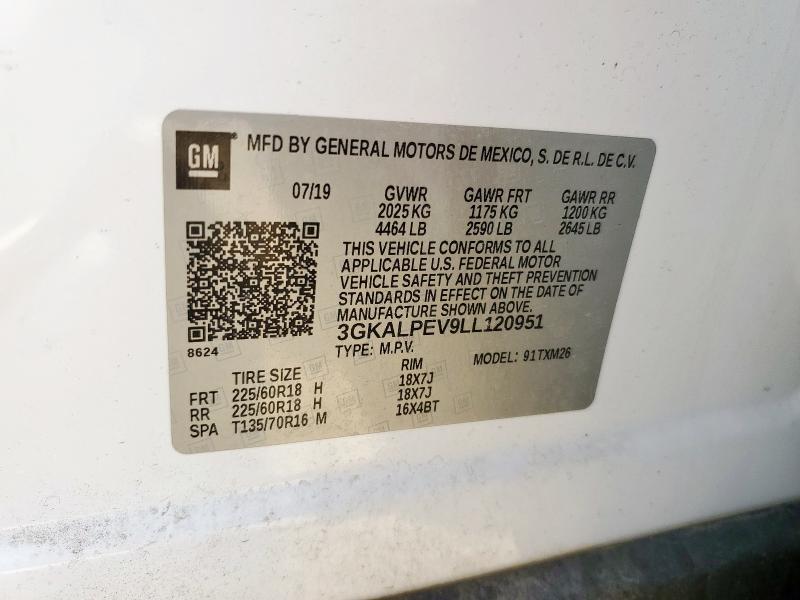 GM ® MFD BY GENERAL MOTORS DE MEXICO, S. DE R.L. DE C.V.
07/19 GVWR GAWR FRT GAWR RR
2025 KG 1175 KG 1200 KG
4464 LB 2590 LB 2645 LB
THIS VEHICLE CONFORMS TO ALL
APPLICABLE U.S. FEDERAL MOTOR
VEHICLE SAFETY AND THEFT PREVENTION
STANDARDS IN EFFECT ON THE DATE OF
MANUFACTURE SHOWN ABOVE.
3GKALPEV9LL120951
8624 TYPE: M.P.V. MODEL: 91TXM26
TIRE SIZE RIM
FRT 225/60R18 H 18X7J
RR 225/60R18 H 18X7J
SPA T135/70R16 M 16X4BT